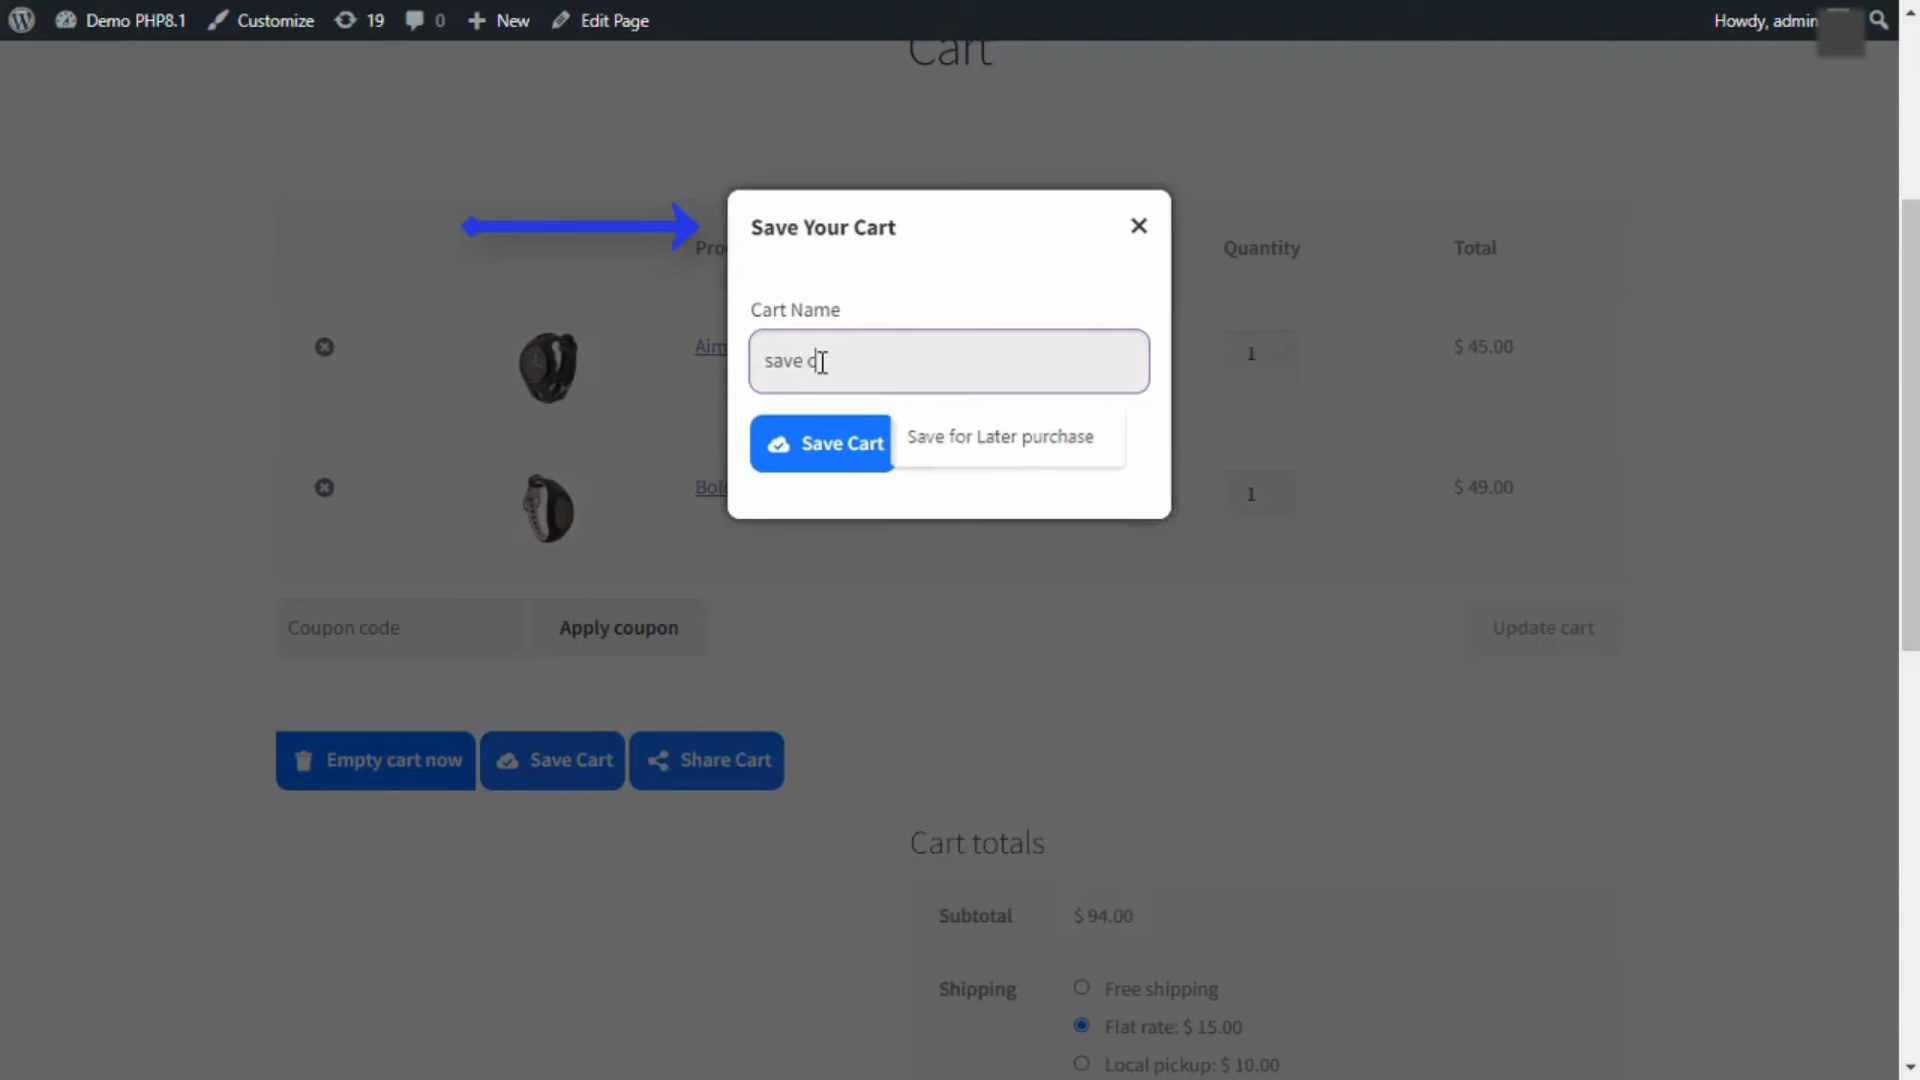 Demo PHP8.1 Customize 19 0 New Edit Page Howdy, admin
Cart
Save Your Cart
Quantity Total
Cart Name
save c
Aim
1 $ 45.00
Save Cart Save for Later purchase
1 $ 49.00
Coupon code Apply coupon Update cart
Empty cart now Save Cart Share Cart
Cart totals
Subtotal $ 94.00
Shipping Free shipping
Flat rate: $ 15.00
Local pickup: $ 10.00